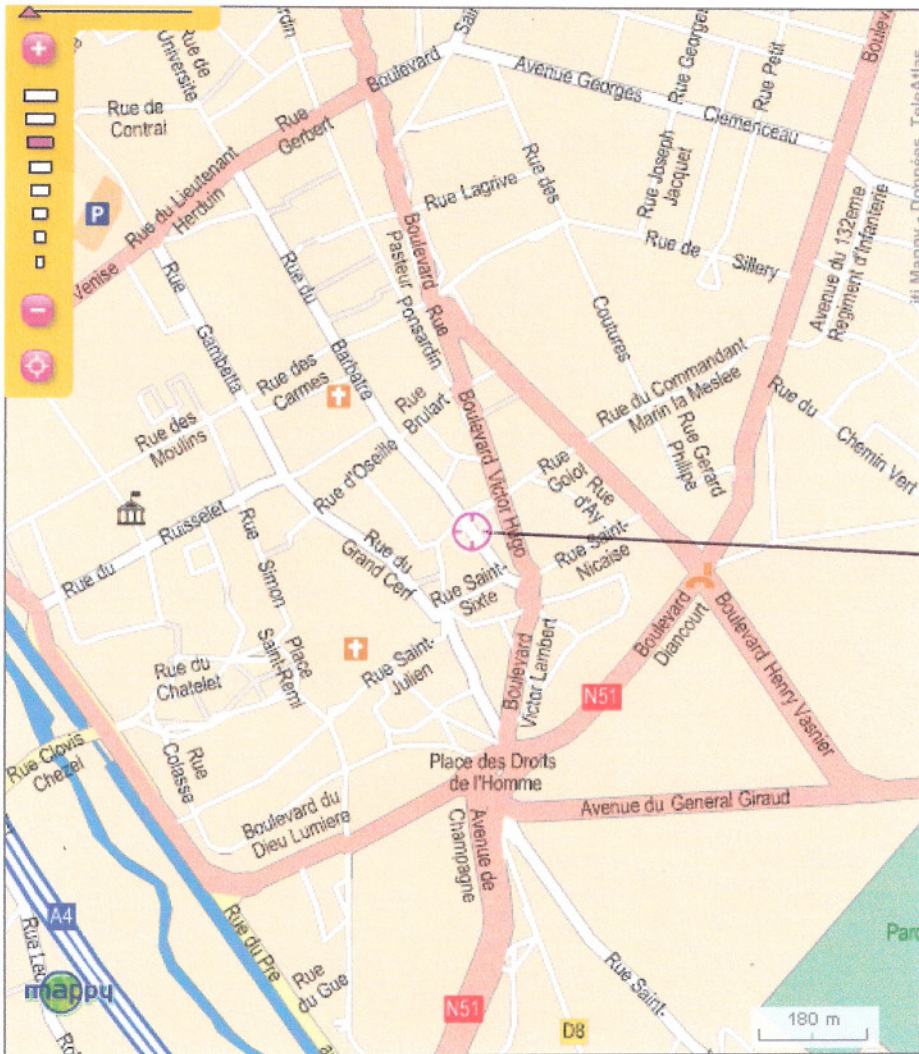 Rue de
Universite
Rue de
Contrai
Boulevard
Avenue Georges
Clemenceau
Rue Georges
Rue Petit
Rue
Gerbert
Rue du Lieutenant
Herduin
P
Venise
Rue
Gambetta
Rue du
Barbatre
Rue Lagrive
Boulevard
Pasteur
Rue
Ponsardin
Rue des
Coutures
Rue Joseph
Jacquet
Rue de
Sillery
Avenue du 132eme
Regiment d'Infanterie
Rue du
Chemin Vert
Rue du Commandant
Marin la Meslee
Rue Gerard
Philipe
Rue des
Carmes
Rue
Brulart
Rue des
Moulins
Rue d'Oseille
Boulevard Victor Hugo
Rue
Golot
Rue
d'Ay
Rue du
Ruisselet
Rue
Simon
Rue du
Grand Cerf
Rue Saint-
Sixte
Rue Saint-
Nicaise
Place
Saint-Remi
Rue Saint-
Julien
Rue du
Chatelet
Boulevard
Victor Lambert
Boulevard
Diancourt
Boulevard Henry Vasnier
N51
Rue Clovis
Chezel
Rue
Colasse
Place des Droits
de l'Homme
Boulevard du
Dieu Lumiere
Avenue du General Giraud
Avenue de
Champagne
A4
Rue du Pre
Rue
du Gue
Rue Saint-
N51
D8
mappy
180 m